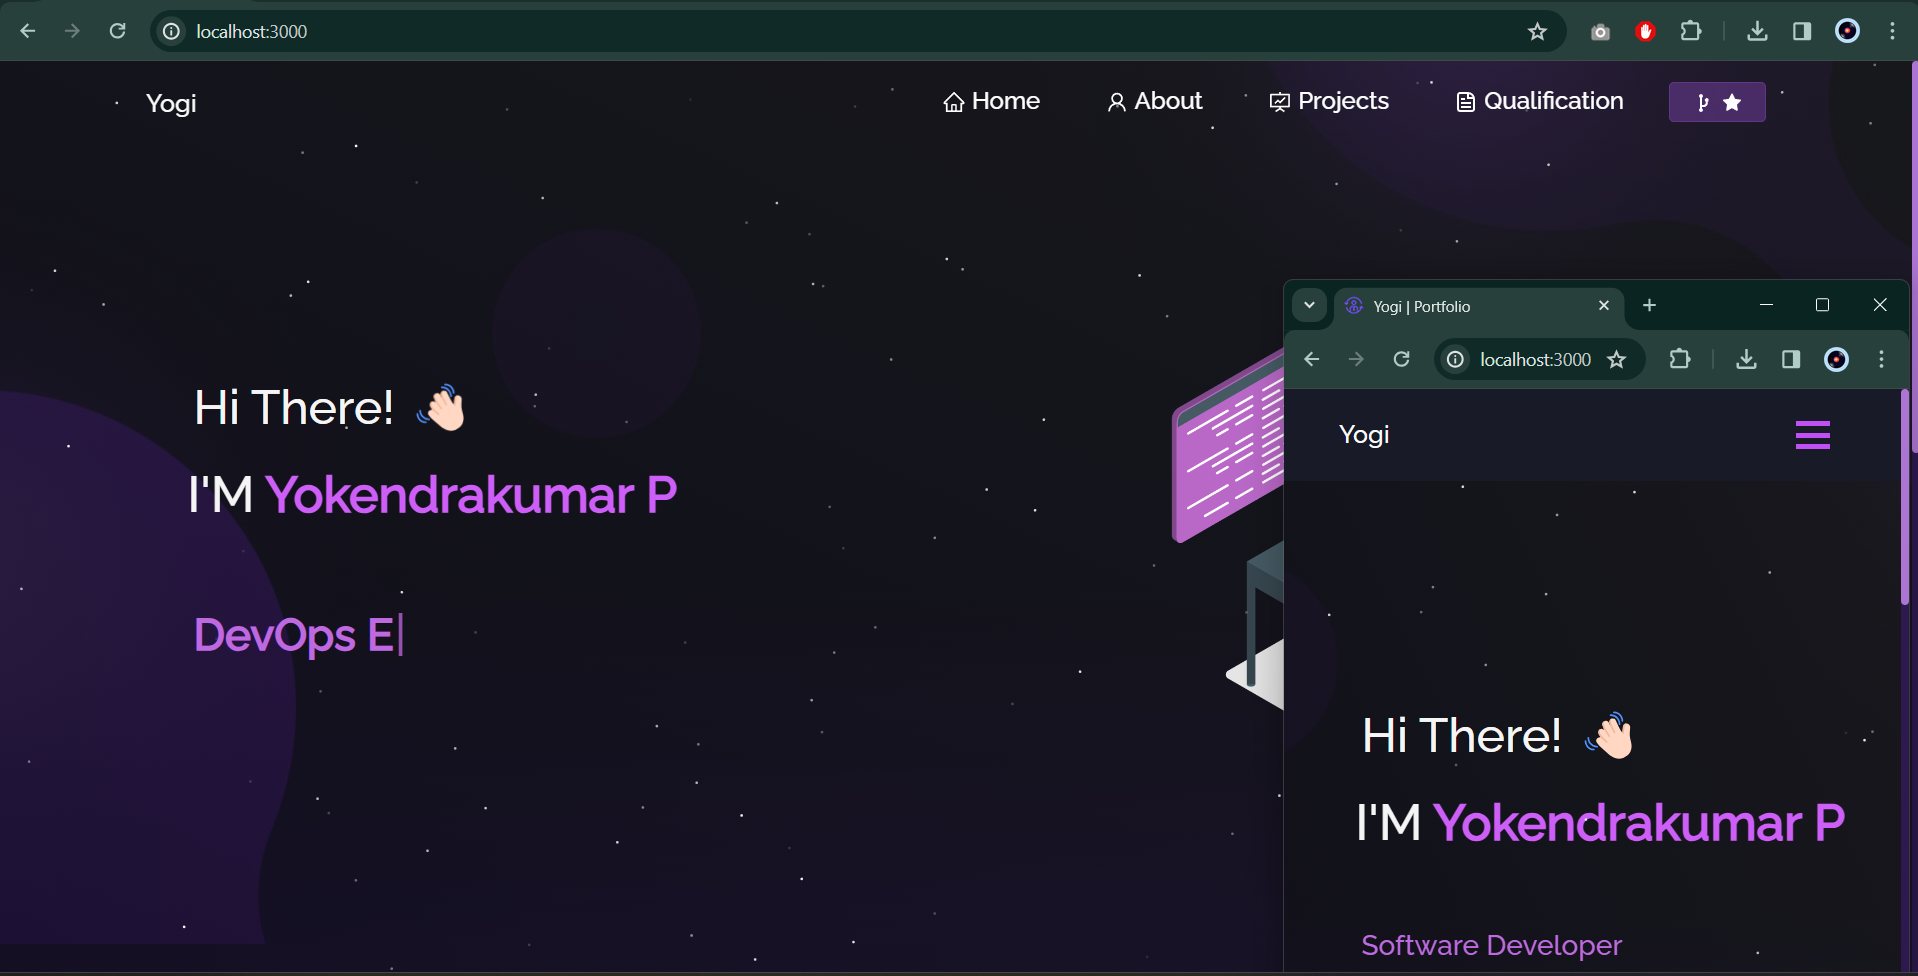 localhost:3000
Yogi
Home
About
Projects
Qualification
Hi There!
I'M Yokendrakumar P
DevOps E
Yogi | Portfolio
localhost:3000
Yogi
Hi There!
I'M Yokendrakumar P
Software Developer